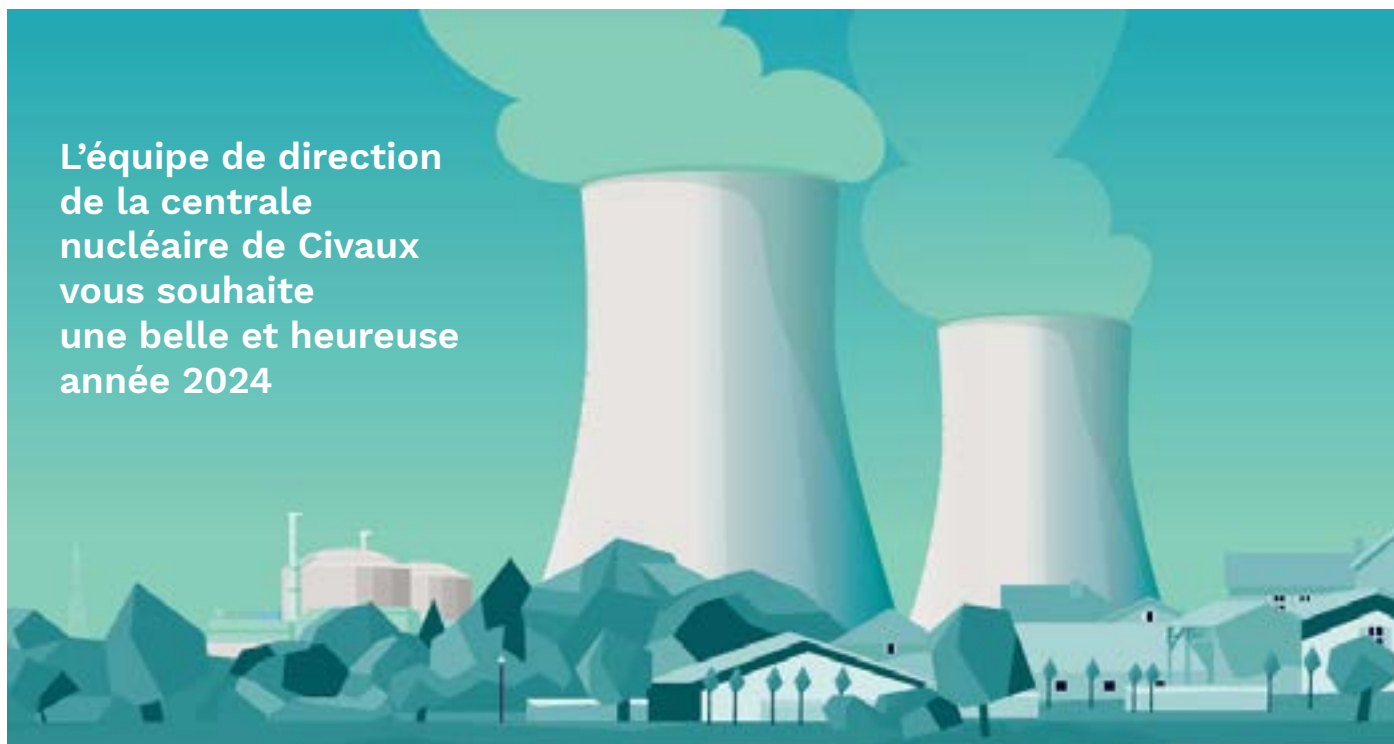 L’équipe de direction
de la centrale
nucléaire de Civaux
vous souhaite
une belle et heureuse
année 2024